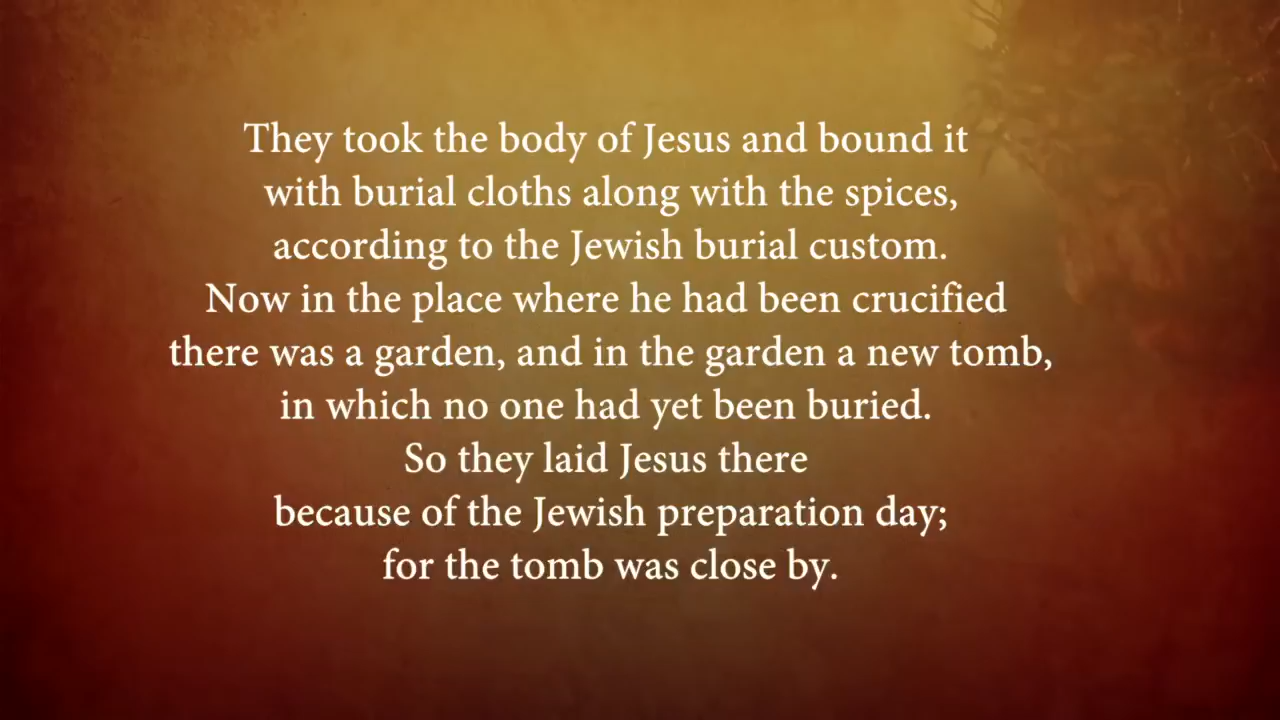 They took the body of Jesus and bound it
with burial cloths along with the spices,
according to the Jewish burial custom.
Now in the place where he had been crucified
there was a garden, and in the garden a new tomb,
in which no one had yet been buried.
So they laid Jesus there
because of the Jewish preparation day;
for the tomb was close by.